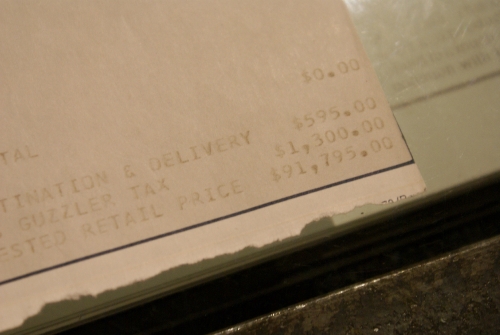 $0.00
TAL
TINATION & DELIVERY $595.00
GUZZLER TAX $1,300.00
ESTED RETAIL PRICE $91,795.00